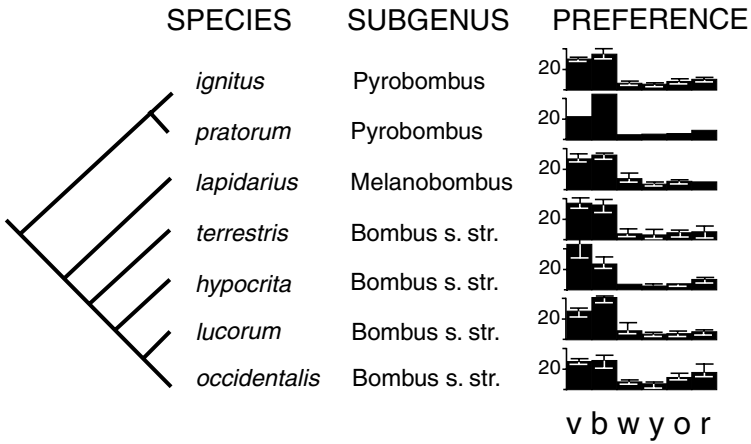 SPECIES SUBGENUS PREFERENCE
ignitus Pyrobombus 20
pratorum Pyrobombus 20
lapidarius Melanobombus 20
terrestris Bombus s. str. 20
hypocrita Bombus s. str. 20
lucorum Bombus s. str. 20
occidentalis Bombus s. str. 20
v b w y o r